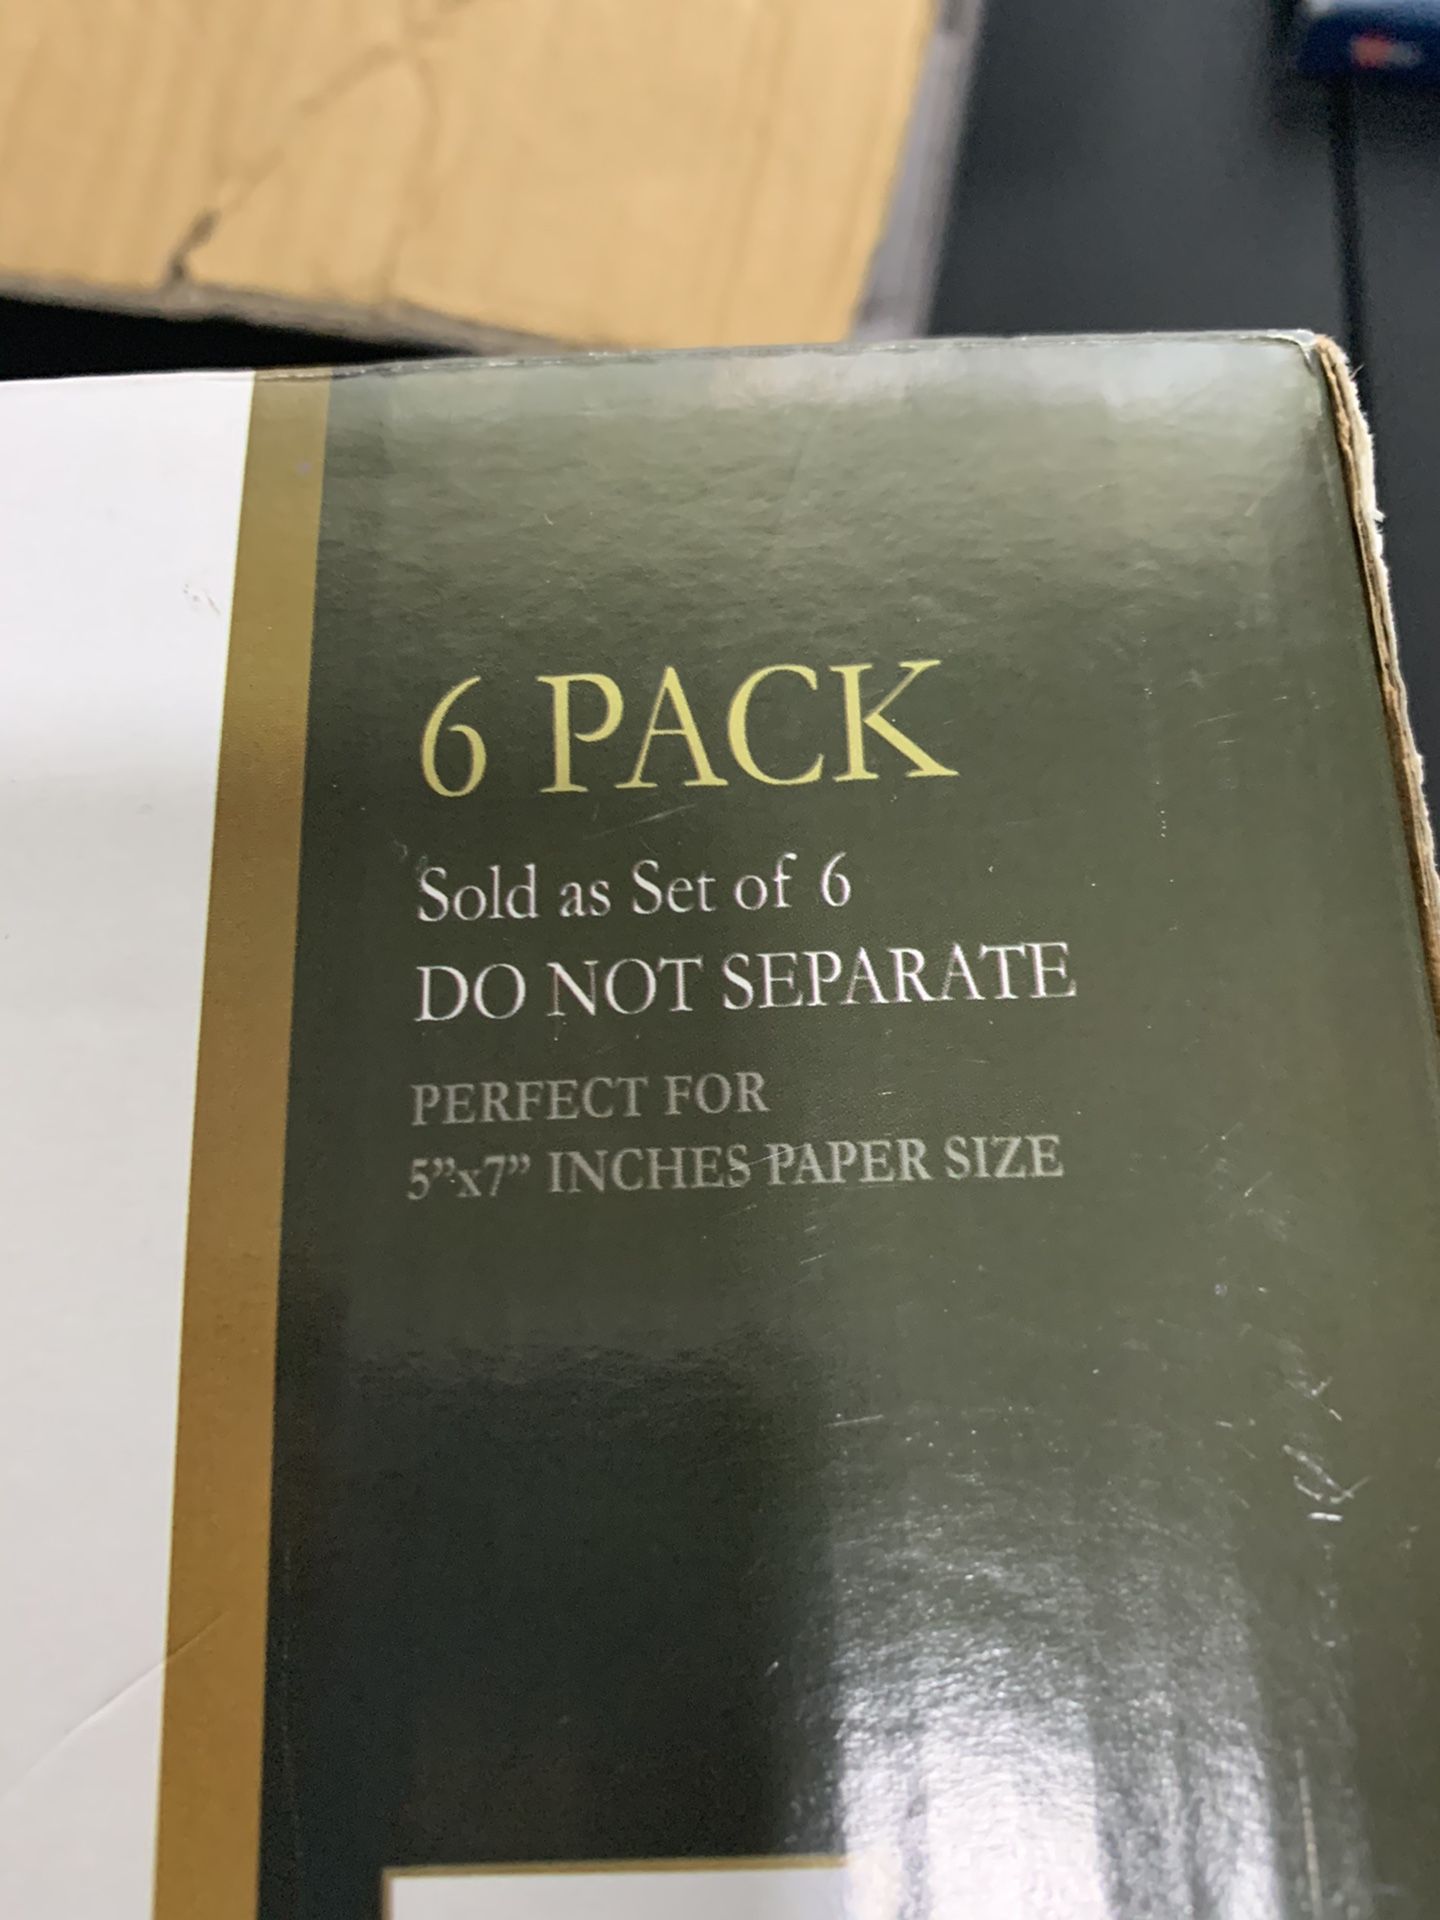 6 PACK
Sold as Set of 6
DO NOT SEPARATE
PERFECT FOR
5”x7” INCHES PAPER SIZE